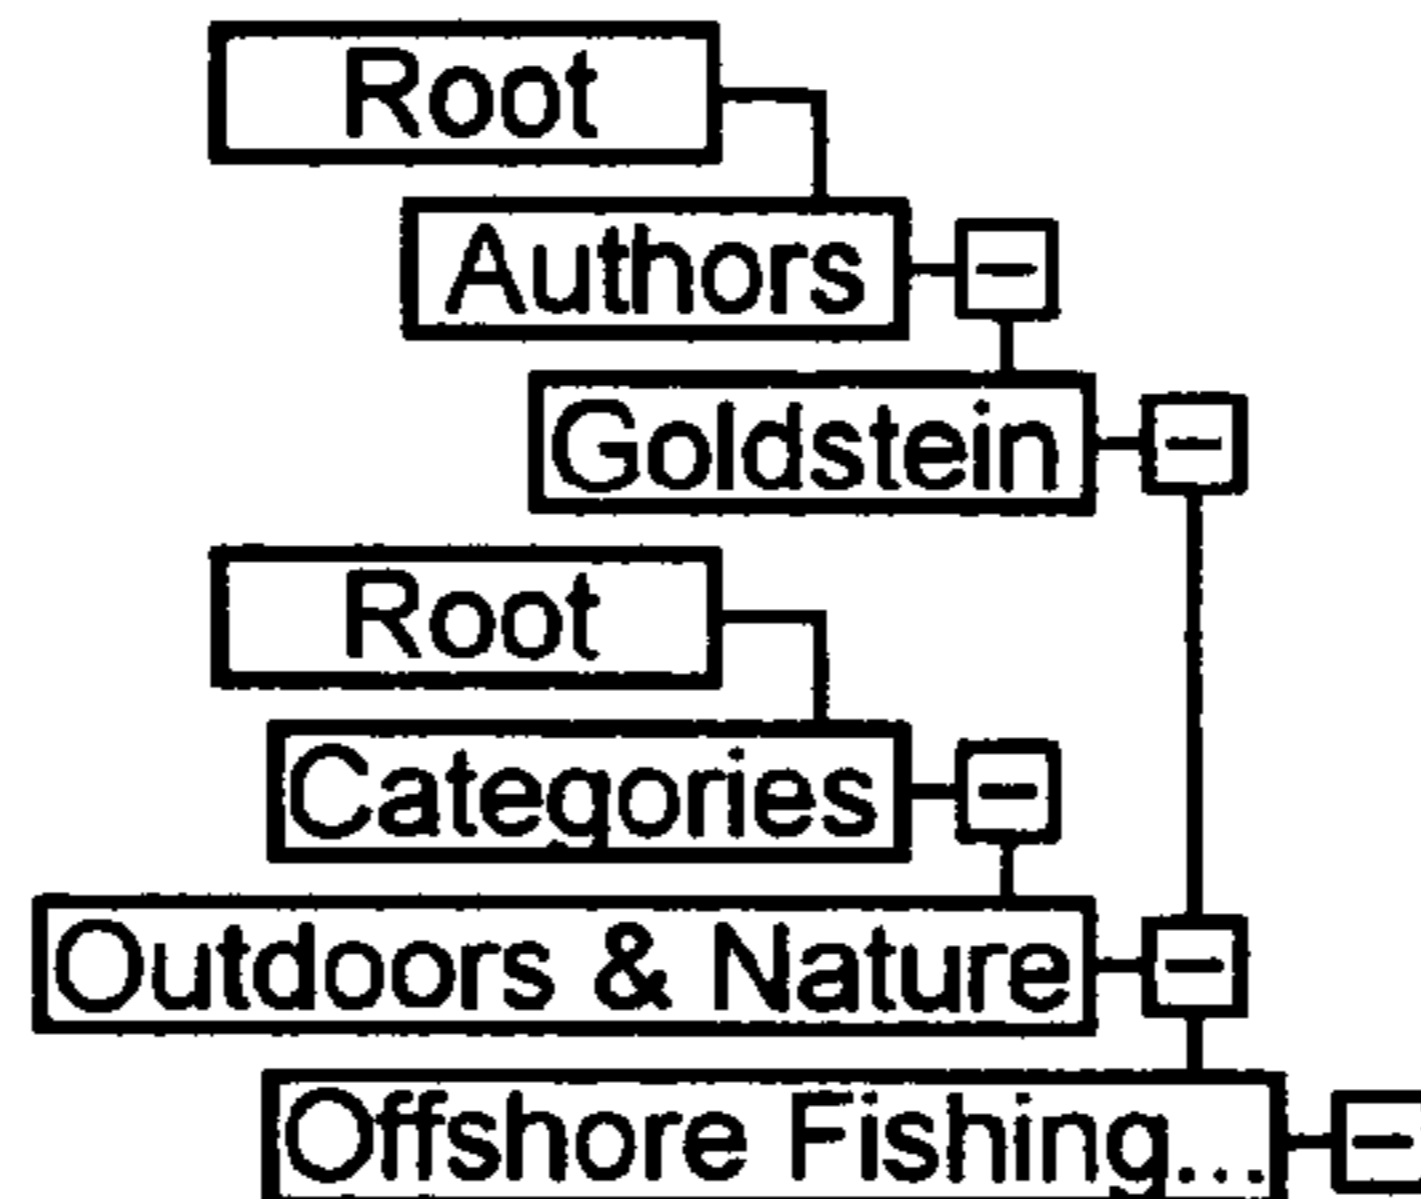 Root
Authors
Goldstein
Root
Categories
Outdoors & Nature
Offshore Fishing...